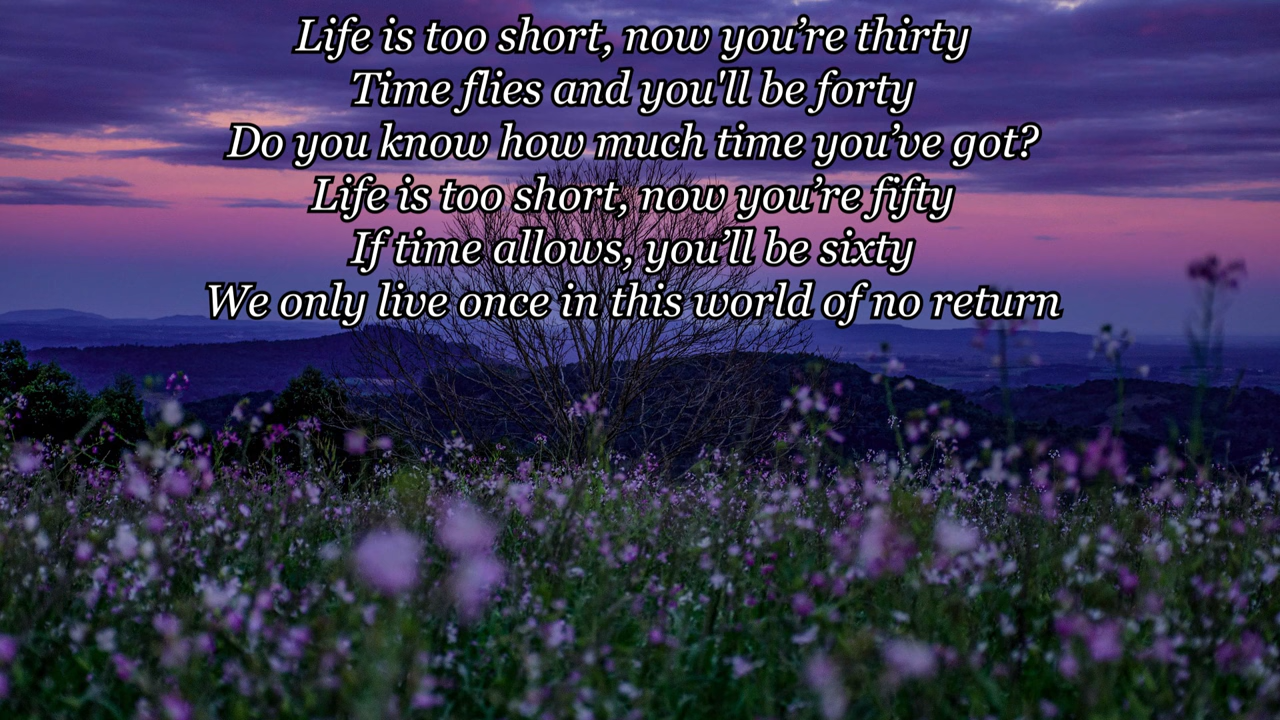 Life is too short, now you’re thirty
Time flies and you'll be forty
Do you know how much time you’ve got?
Life is too short, now you’re fifty
If time allows, you’ll be sixty
We only live once in this world of no return